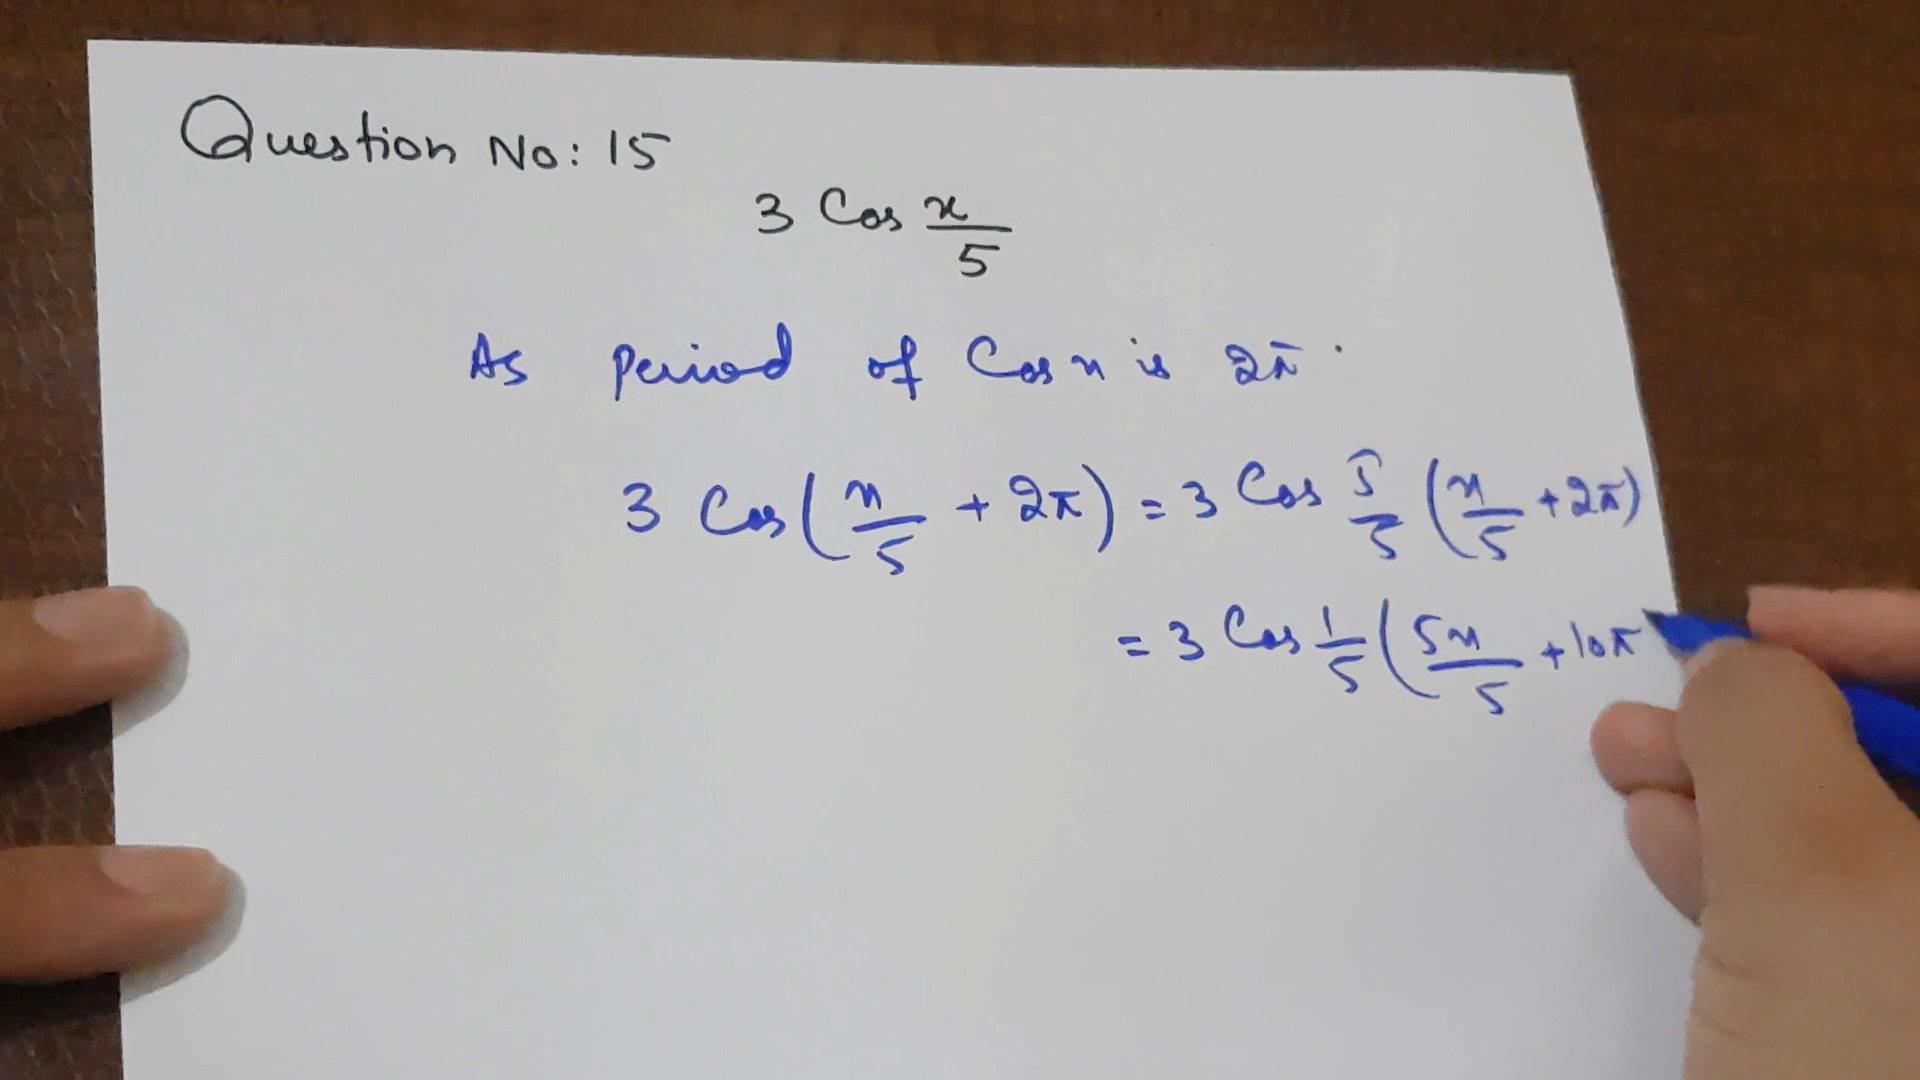 Question No: 15
3 Cos x/5
As period of Cos x is 2π.
3 Cos(x/5 + 2π) = 3 Cos 5/5 (x/5 + 2π)
= 3 Cos 1/5 (5x/5 + 10π